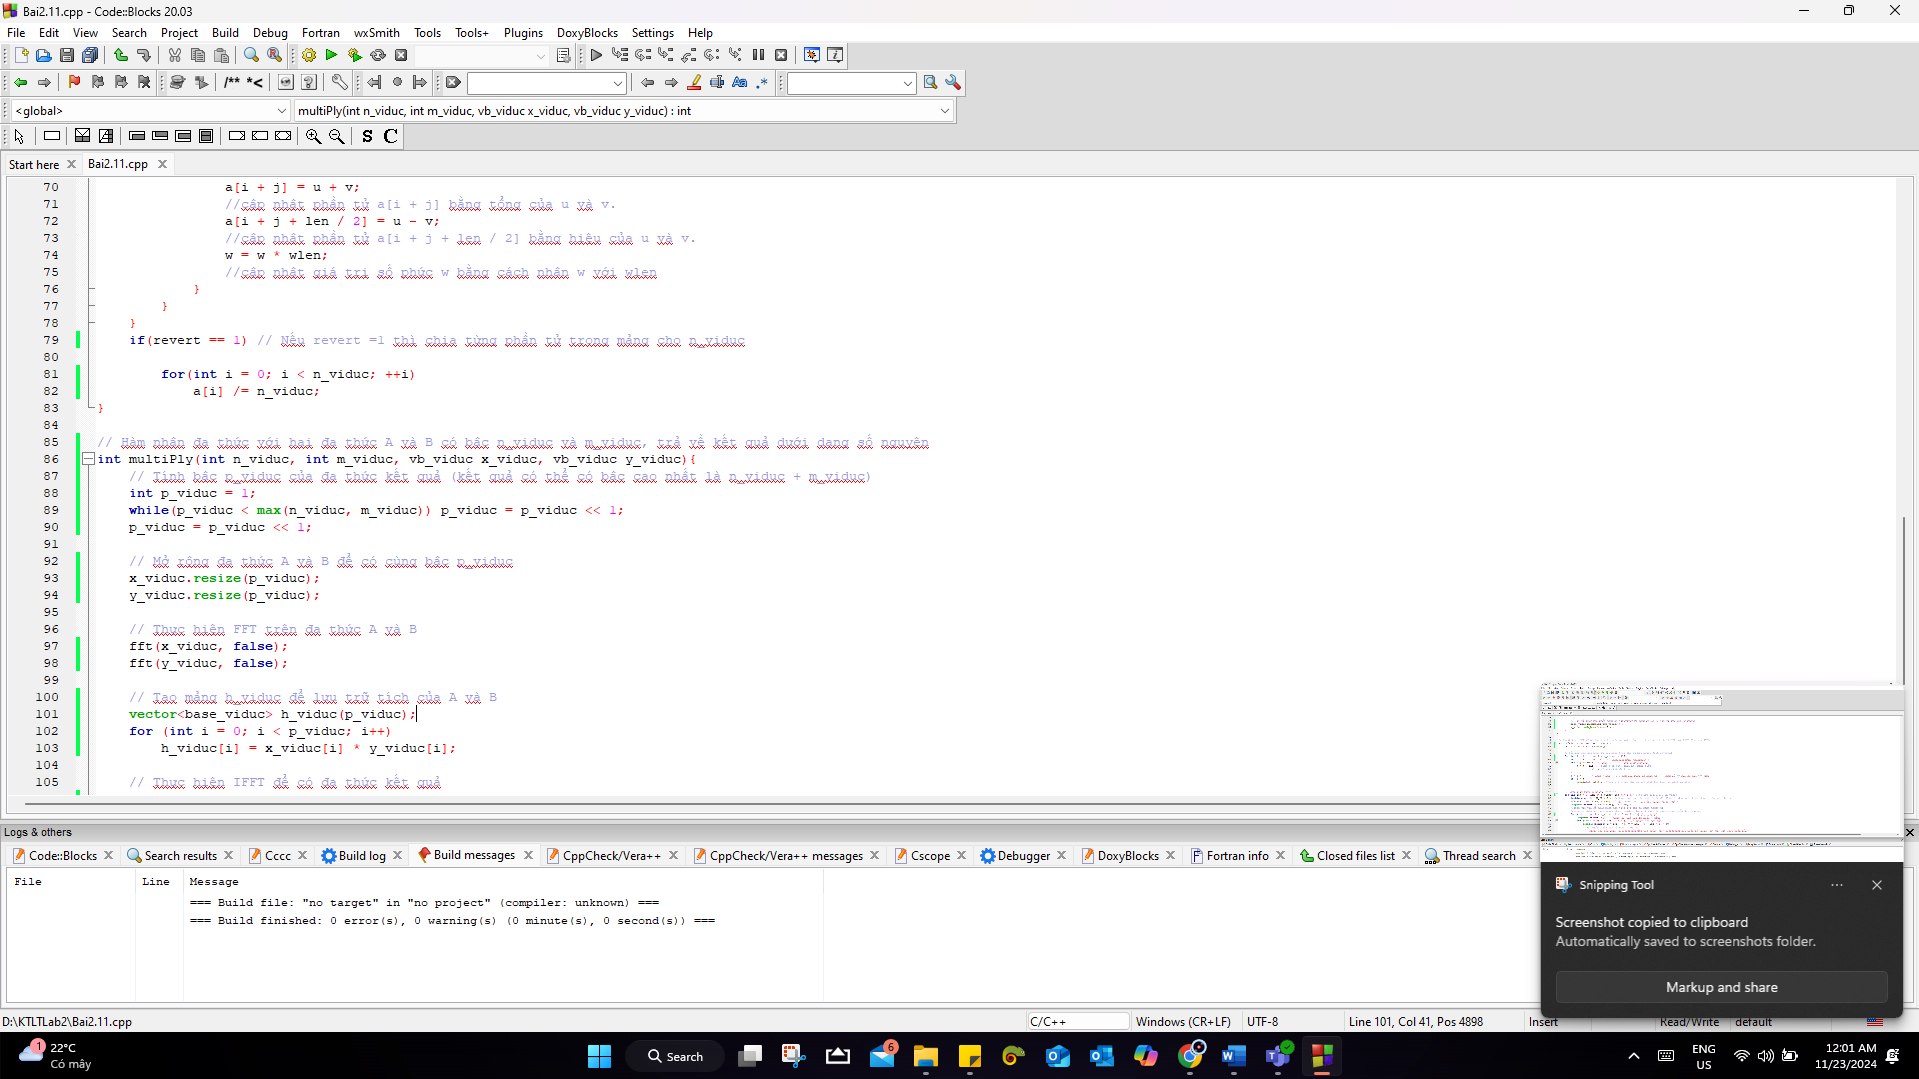 Bai2.11.cpp - Code::Blocks 20.03
File Edit View Search Project Build Debug Fortran wxSmith Tools Tools+ Plugins DoxyBlocks Settings Help
/** *<
Aa .*
<global> multiPly(int n_viduc, int m_viduc, vb_viduc x_viduc, vb_viduc y_viduc) : int
S C
Start here Bai2.11.cpp
70 a[i + j] = u + v;
71 //cập nhật phần tử a[i + j] bằng tổng của u và v.
72 a[i + j + len / 2] = u - v;
73 //cập nhật phần tử a[i + j + len / 2] bằng hiệu của u và v.
74 w = w * wlen;
75 //cập nhật giá trị số phức w bằng cách nhân w với wlen
76 }
77 }
78 }
79 if(revert == 1) // Nếu revert =1 thì chia từng phần tử trong mảng cho n_viduc
80
81 for(int i = 0; i < n_viduc; ++i)
82 a[i] /= n_viduc;
83 }
84
85 // Hàm nhân đa thức với hai đa thức A và B có bậc n_viduc và m_viduc, trả về kết quả dưới dạng số nguyên
86 int multiPly(int n_viduc, int m_viduc, vb_viduc x_viduc, vb_viduc y_viduc){
87 // Tính bậc p_viduc của đa thức kết quả (kết quả có thể có bậc cao nhất là n_viduc + m_viduc)
88 int p_viduc = 1;
89 while(p_viduc < max(n_viduc, m_viduc)) p_viduc = p_viduc << 1;
90 p_viduc = p_viduc << 1;
91
92 // Mở rộng đa thức A và B để có cùng bậc p_viduc
93 x_viduc.resize(p_viduc);
94 y_viduc.resize(p_viduc);
95
96 // Thực hiện FFT trên đa thức A và B
97 fft(x_viduc, false);
98 fft(y_viduc, false);
99
100 // Tạo mảng h_viduc để lưu trữ tích của A và B
101 vector<base_viduc> h_viduc(p_viduc);
102 for (int i = 0; i < p_viduc; i++)
103 h_viduc[i] = x_viduc[i] * y_viduc[i];
104
105 // Thực hiện IFFT để có đa thức kết quả
Logs & others
Code::Blocks Search results Cccc Build log Build messages CppCheck/Vera++ CppCheck/Vera++ messages Cscope Debugger DoxyBlocks Fortran info Closed files list Thread search
File Line Message
=== Build file: "no target" in "no project" (compiler: unknown) ===
=== Build finished: 0 error(s), 0 warning(s) (0 minute(s), 0 second(s)) ===
Snipping Tool
Screenshot copied to clipboard
Automatically saved to screenshots folder.
Markup and share
D:\KTLTLab2\Bai2.11.cpp C/C++ Windows (CR+LF) UTF-8 Line 101, Col 41, Pos 4898 Insert Read/Write default
1
22°C
Có mây
Search
6
ENG
US
12:01 AM
11/23/2024